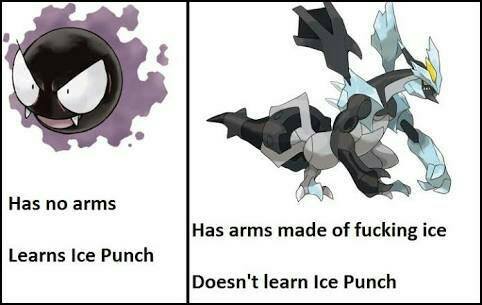 Has no arms
Learns Ice Punch
Has arms made of fucking ice
Doesn't learn Ice Punch